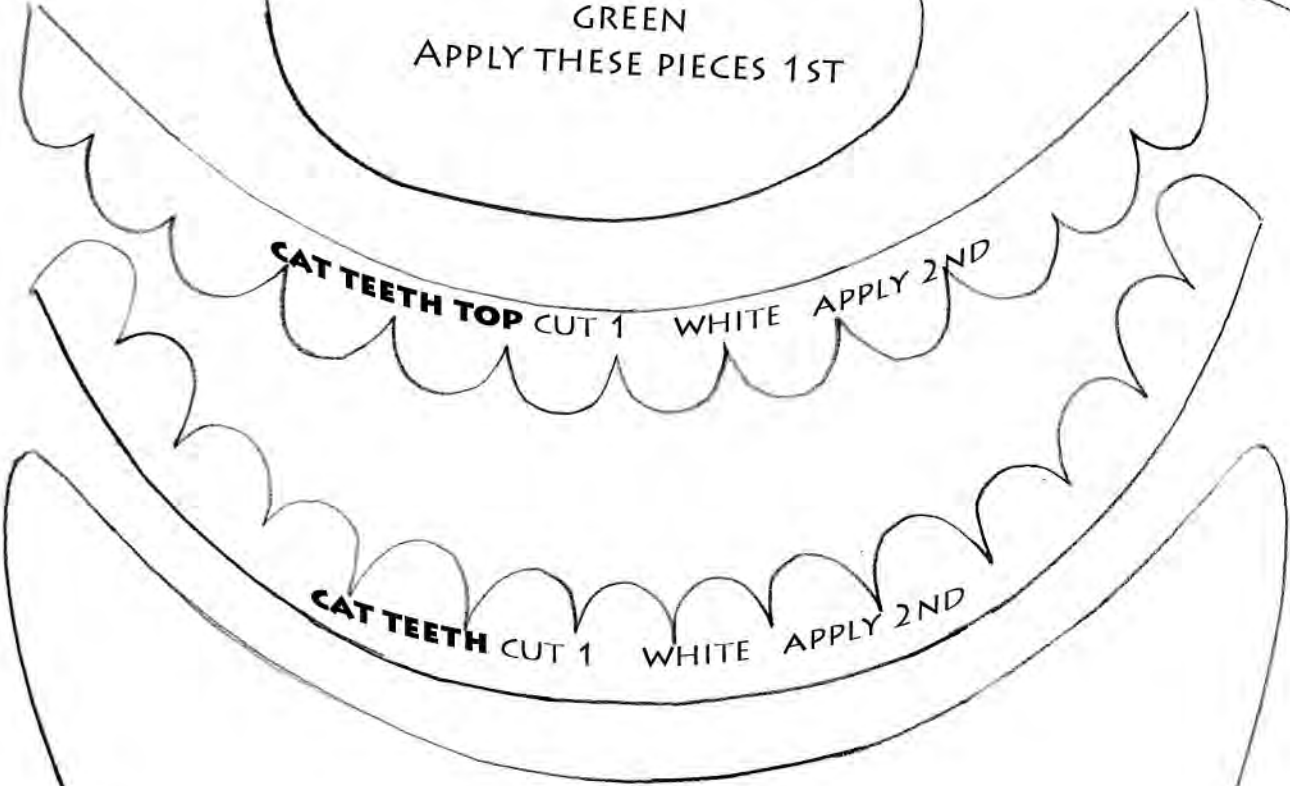 GREEN
APPLY THESE PIECES 1ST
CAT TEETH TOP CUT 1 WHITE APPLY 2ND
CAT TEETH CUT 1 WHITE APPLY 2ND